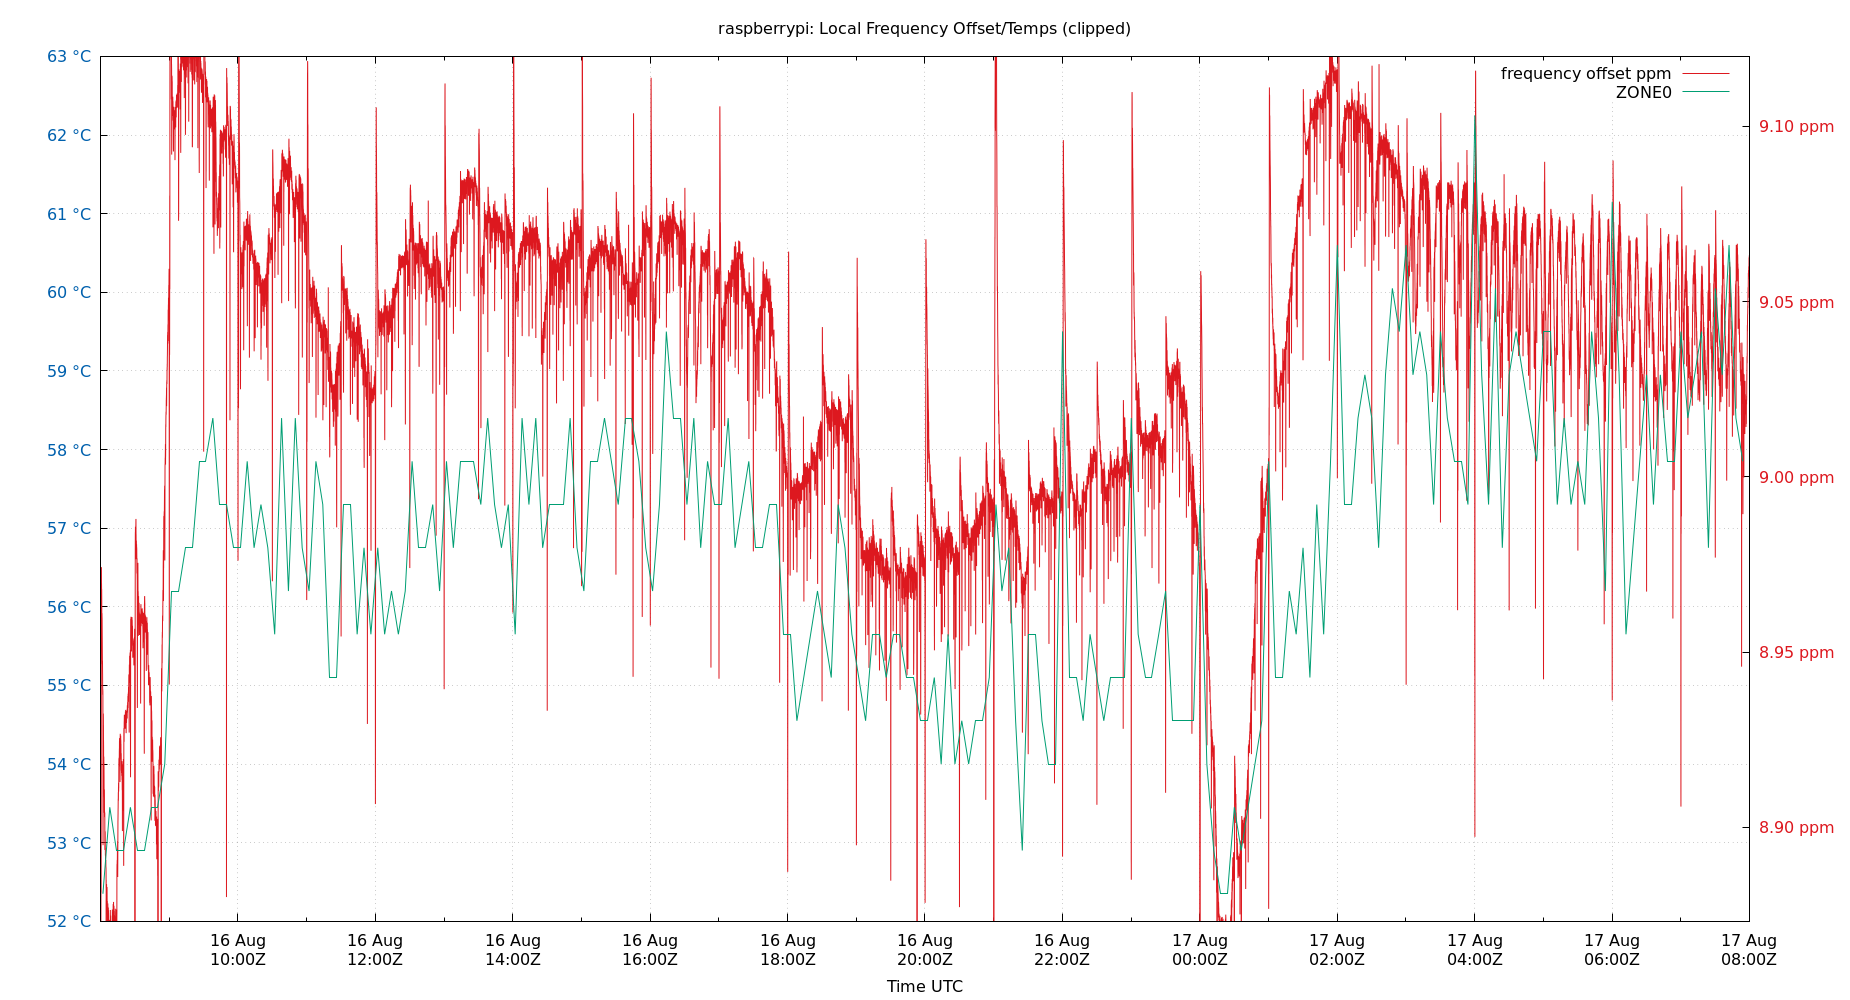 raspberrypi: Local Frequency Offset/Temps (clipped)
frequency offset ppm
ZONE0
63 °C
62 °C
61 °C
60 °C
59 °C
58 °C
57 °C
56 °C
55 °C
54 °C
53 °C
52 °C
9.10 ppm
9.05 ppm
9.00 ppm
8.95 ppm
8.90 ppm
16 Aug 16 Aug 16 Aug 16 Aug 16 Aug 16 Aug 16 Aug 17 Aug 17 Aug 17 Aug 17 Aug 17 Aug
10:00Z 12:00Z 14:00Z 16:00Z 18:00Z 20:00Z 22:00Z 00:00Z 02:00Z 04:00Z 06:00Z 08:00Z
Time UTC